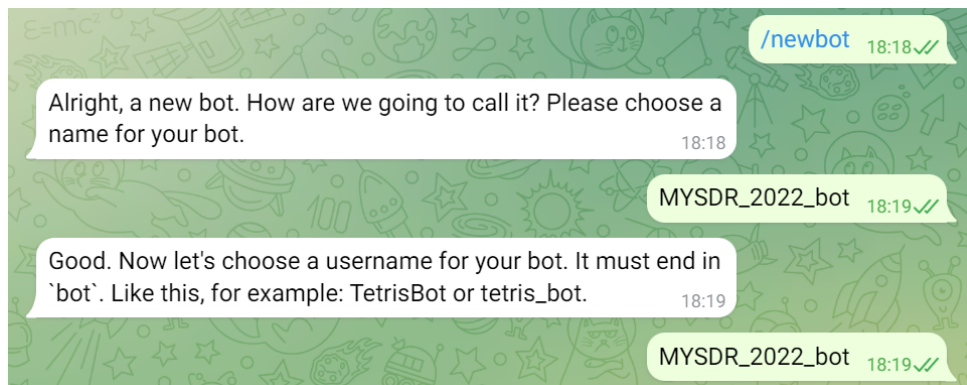 E=mc²
/newbot 18:18
Alright, a new bot. How are we going to call it? Please choose a
name for your bot.
18:18
MYSDR_2022_bot 18:19
Good. Now let's choose a username for your bot. It must end in
`bot`. Like this, for example: TetrisBot or tetris_bot.
18:19
MYSDR_2022_bot 18:19